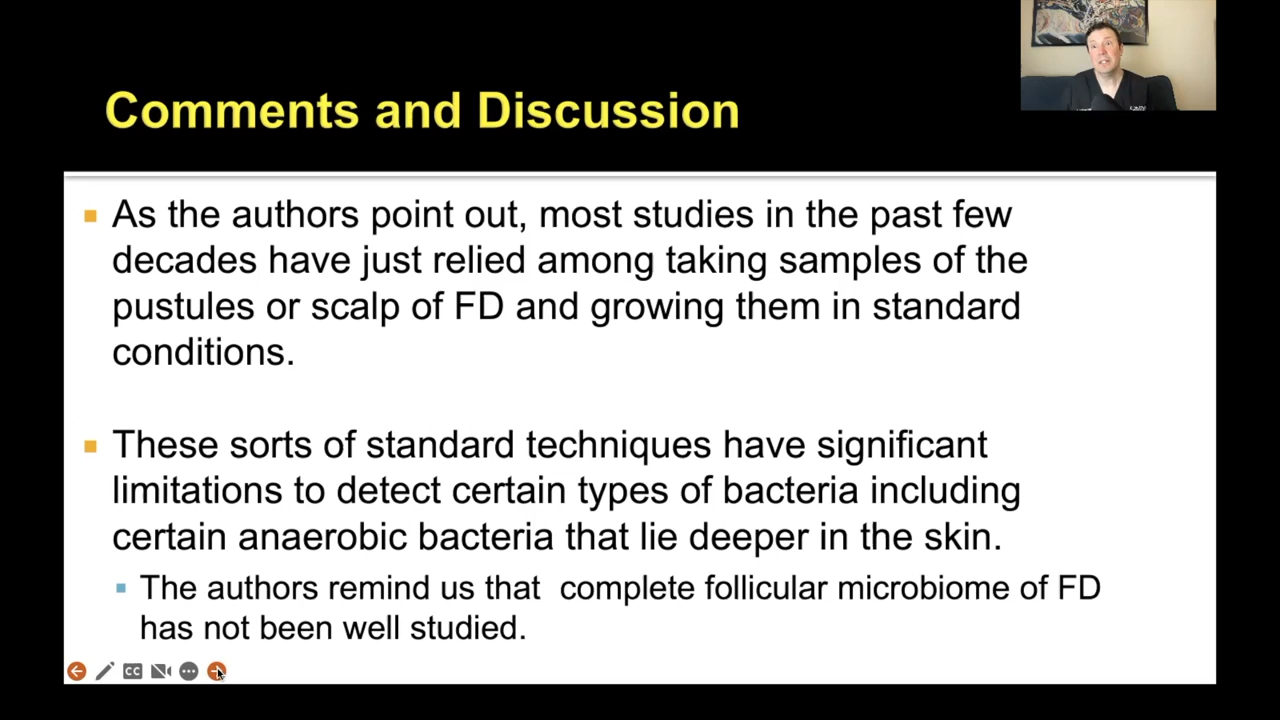 Comments and Discussion
As the authors point out, most studies in the past few
decades have just relied among taking samples of the
pustules or scalp of FD and growing them in standard
conditions.
These sorts of standard techniques have significant
limitations to detect certain types of bacteria including
certain anaerobic bacteria that lie deeper in the skin.
The authors remind us that complete follicular microbiome of FD
has not been well studied.
CC